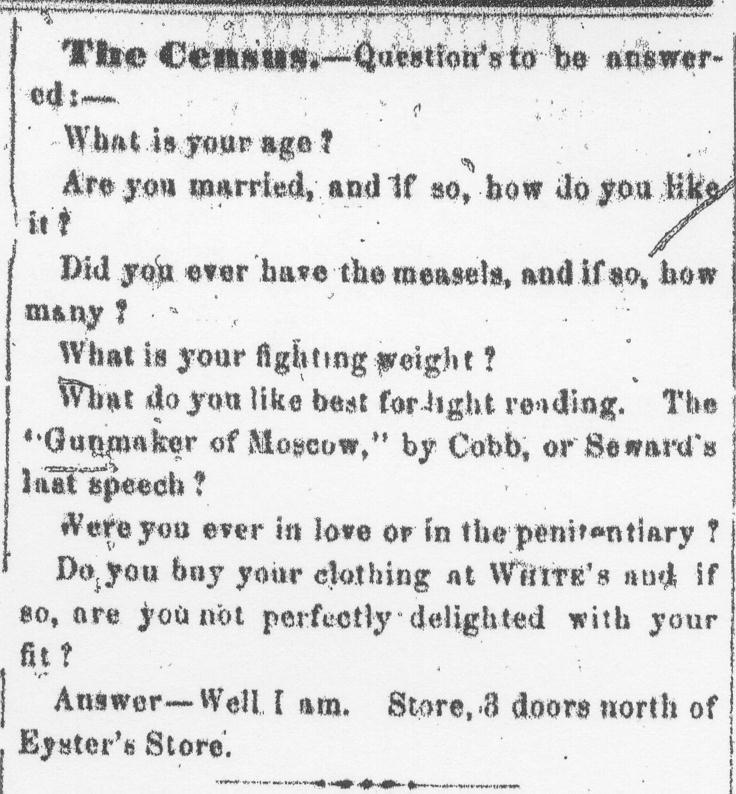 The Census.—Question's to be answer-
ed:—
What is your age?
Are you married, and if so, how do you like
it?
Did you ever have the measels, and if so, how
many?
What is your fighting weight?
What do you like best for light reading. The
"Gunmaker of Moscow," by Cobb, or Seward's
last speech?
Were you ever in love or in the penitentiary?
Do you buy your clothing at WHITE'S and if
so, are you not perfectly delighted with your
fit?
Answer—Well I am. Store, 3 doors north of
Eyster's Store.